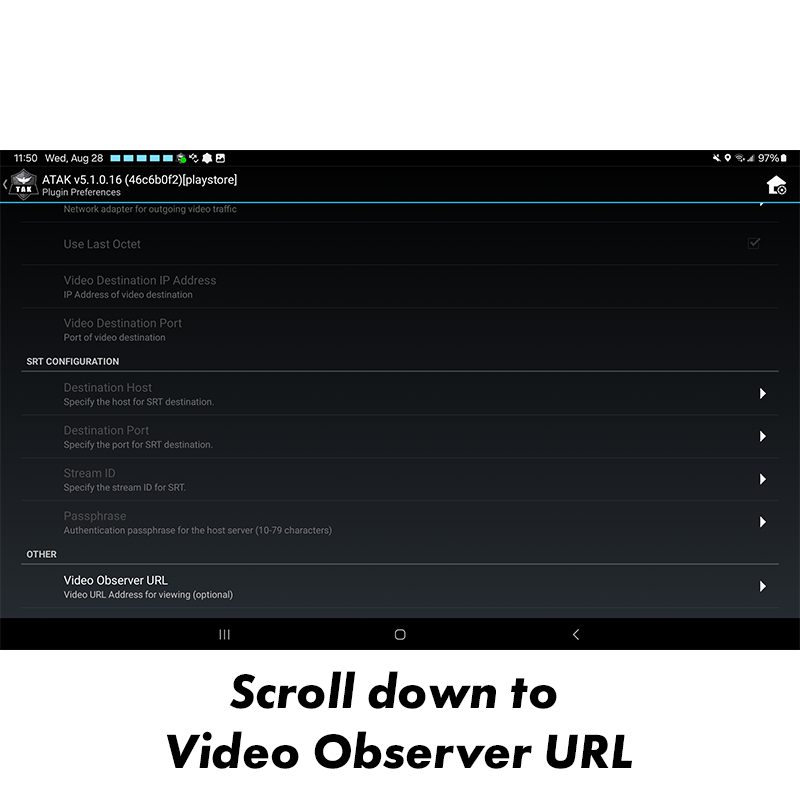 11:50 Wed, Aug 28 97%
TAK
ATAK v5.1.0.16 (46c6b0f2)[playstore]
Plugin Preferences
Network adapter for outgoing video traffic
Use Last Octet
Video Destination IP Address
IP Address of video destination
Video Destination Port
Port of video destination
SRT CONFIGURATION
Destination Host
Specify the host for SRT destination.
Destination Port
Specify the port for SRT destination.
Stream ID
Specify the stream ID for SRT.
Passphrase
Authentication passphrase for the host server (10-79 characters)
OTHER
Video Observer URL
Video URL Address for viewing (optional)
Scroll down to
Video Observer URL